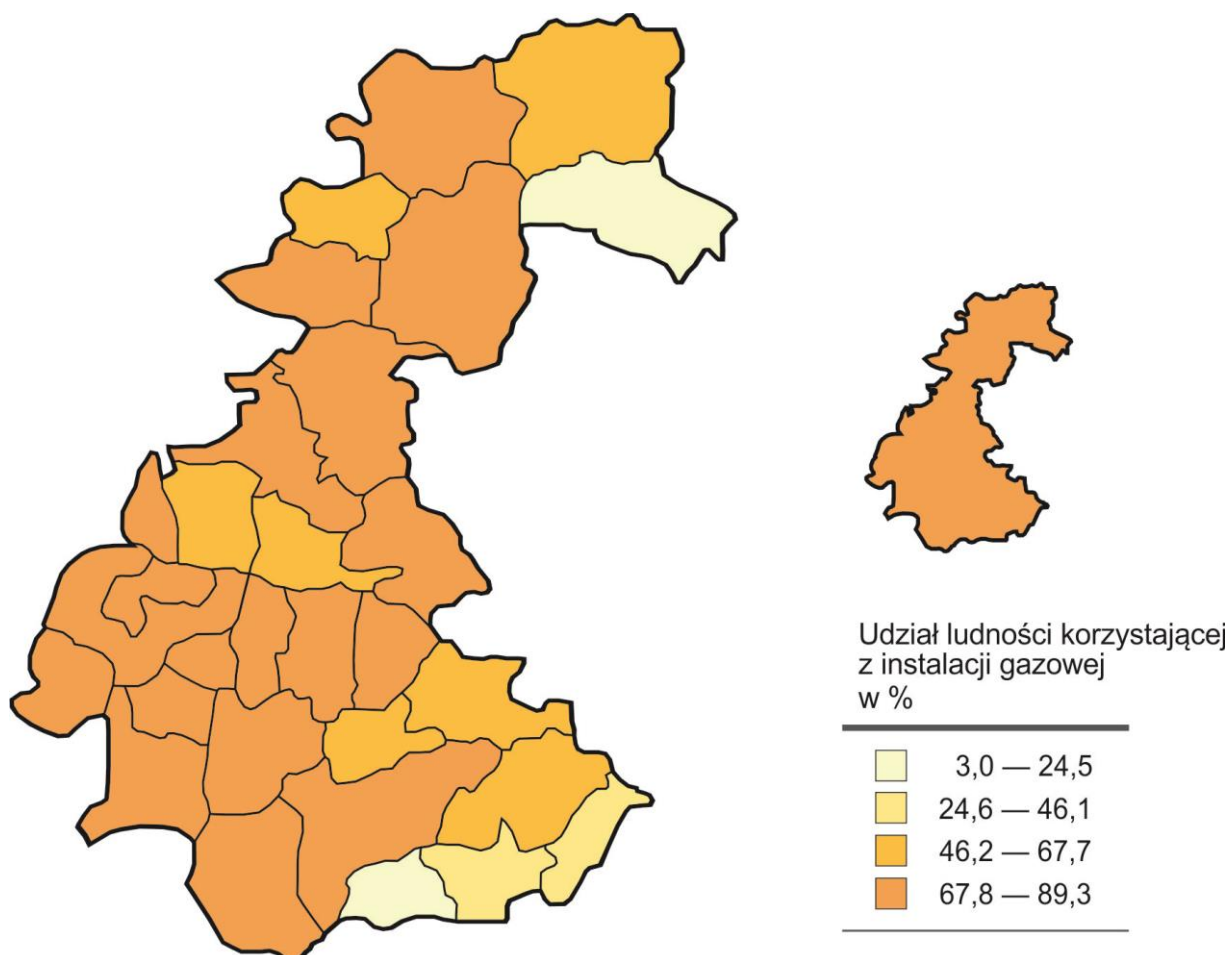 Udział ludności korzystającej
z instalacji gazowej
w %
3,0 — 24,5
24,6 — 46,1
46,2 — 67,7
67,8 — 89,3